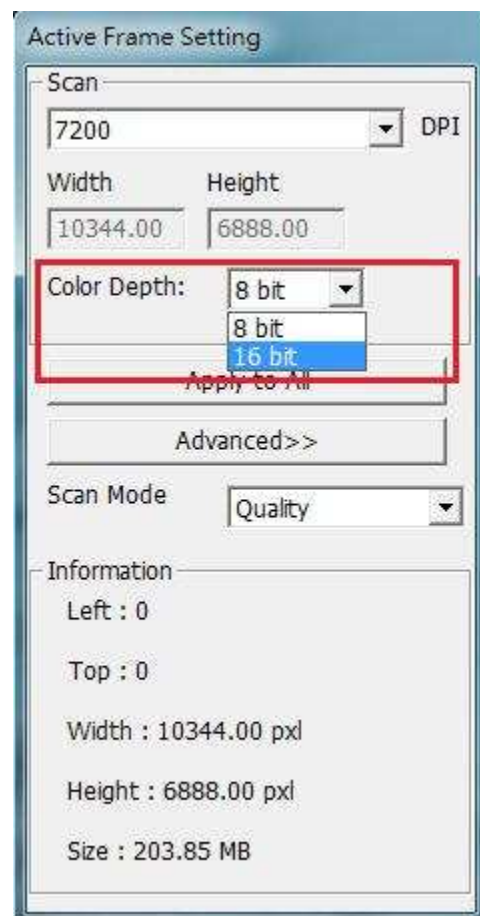 Active Frame Setting
Scan
7200 DPI
Width Height
10344.00 6888.00
Color Depth: 8 bit
8 bit
16 bit
Apply to All
Advanced>>
Scan Mode Quality
Information
Left : 0
Top : 0
Width : 10344.00 pxl
Height : 6888.00 pxl
Size : 203.85 MB